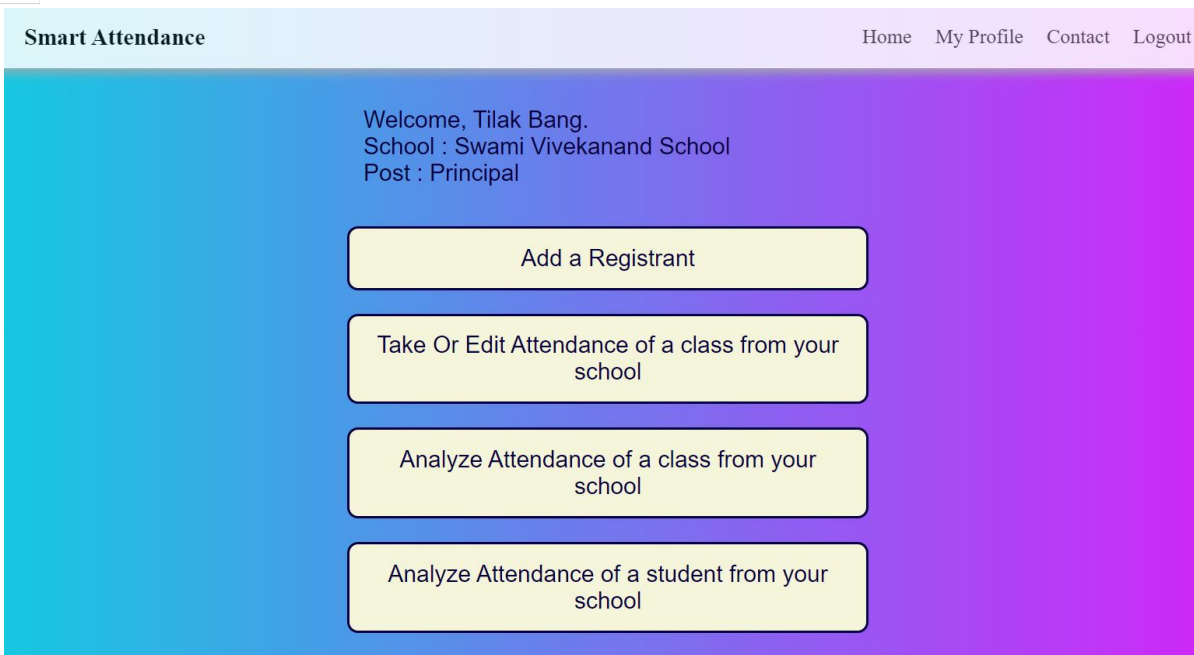 Smart Attendance
Home My Profile Contact Logout
Welcome, Tilak Bang.
School : Swami Vivekanand School
Post : Principal
Add a Registrant
Take Or Edit Attendance of a class from your
school
Analyze Attendance of a class from your
school
Analyze Attendance of a student from your
school